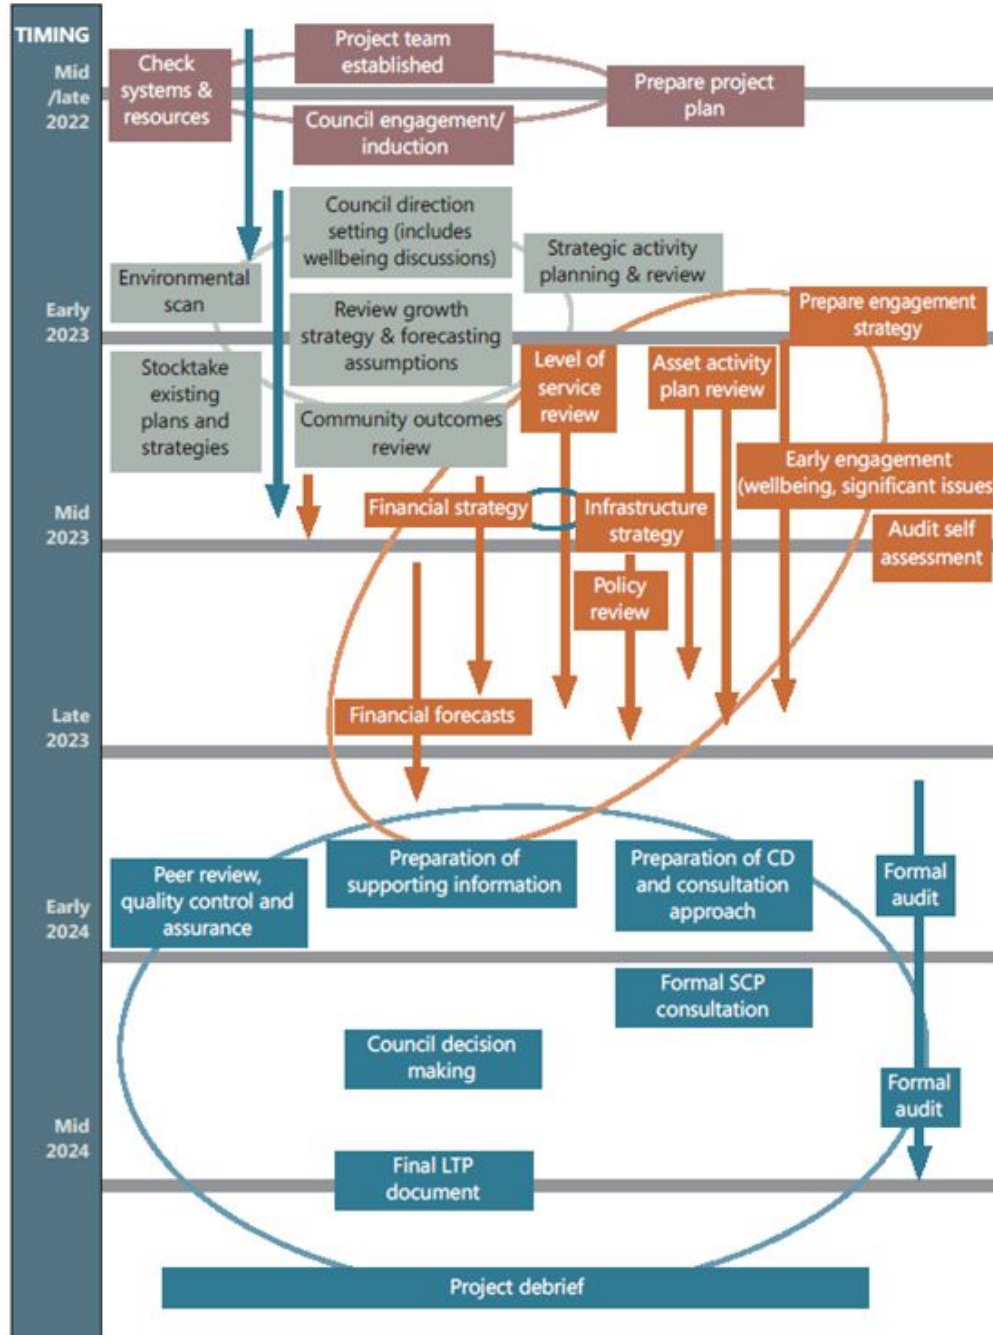 TIMING
Mid
/late
2022
Check
systems &
resources
Project team
established
Council engagement/
induction
Prepare project
plan
Council direction
setting (includes
wellbeing discussions)
Strategic activity
planning & review
Environmental
scan
Early
2023
Review growth
strategy & forecasting
assumptions
Prepare engagement
strategy
Stocktake
existing
plans and
strategies
Level of
service
review
Asset activity
plan review
Community outcomes
review
Early engagement
(wellbeing, significant issues
Mid
2023
Financial strategy
Infrastructure
strategy
Audit self
assessment
Policy
review
Late
2023
Financial forecasts
Peer review,
quality control and
assurance
Preparation of
supporting information
Preparation of CD
and consultation
approach
Formal
audit
Early
2024
Formal SCP
consultation
Council decision
making
Formal
audit
Mid
2024
Final LTP
document
Project debrief